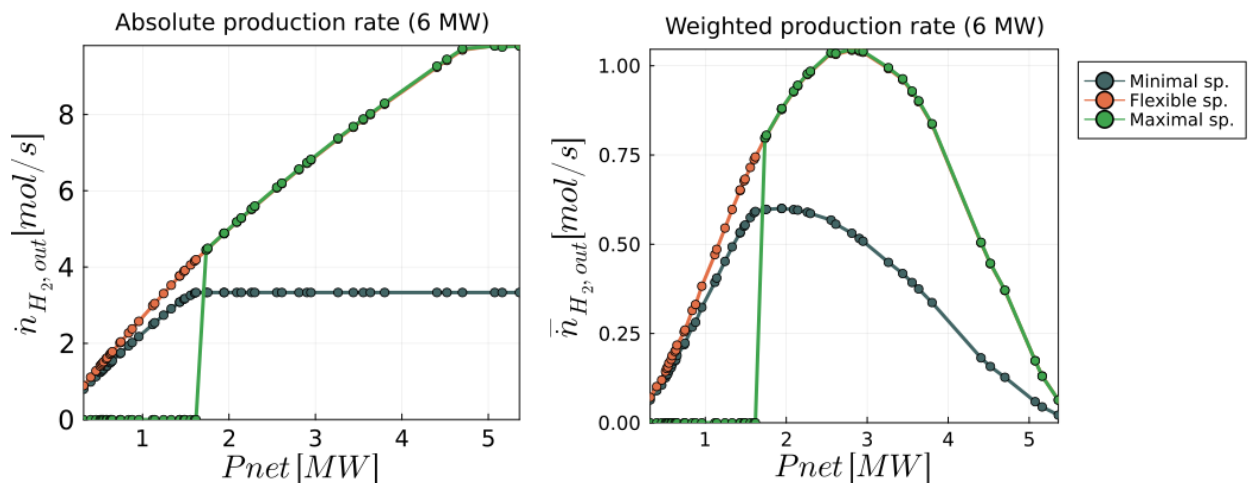 Absolute production rate (6 MW)
ṅ_{H₂, out}[mol/s]
8
6
4
2
0
1 2 3 4 5
Pnet [MW]
Weighted production rate (6 MW)
n̄_{H₂, out}[mol/s]
1.00
0.75
0.50
0.25
0.00
1 2 3 4 5
Pnet [MW]
Minimal sp.
Flexible sp.
Maximal sp.